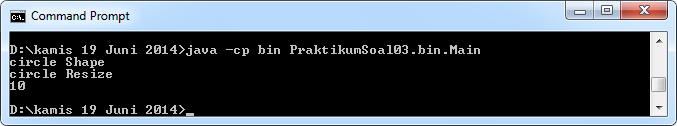 Command Prompt
D:\kamis 19 Juni 2014>java -cp bin PraktikumSoal03.bin.Main
circle Shape
circle Resize
10
D:\kamis 19 Juni 2014>_